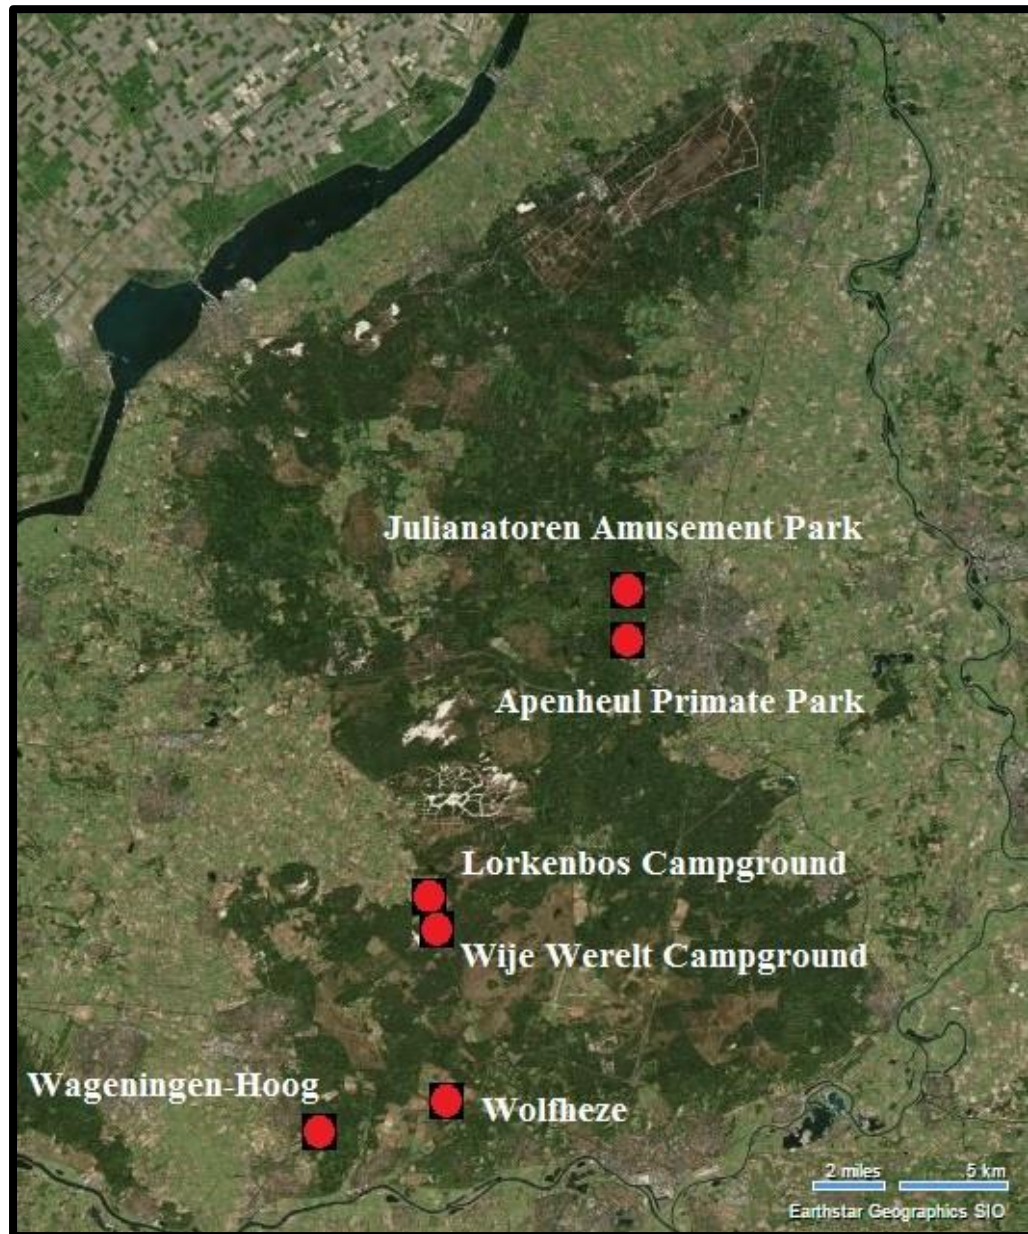 Julianatoren Amusement Park
Apenheul Primate Park
Lorkenbos Campground
Wije Werelt Campground
Wageningen-Hoog
Wolfheze
2 miles 5 km
Earthstar Geographics SIO